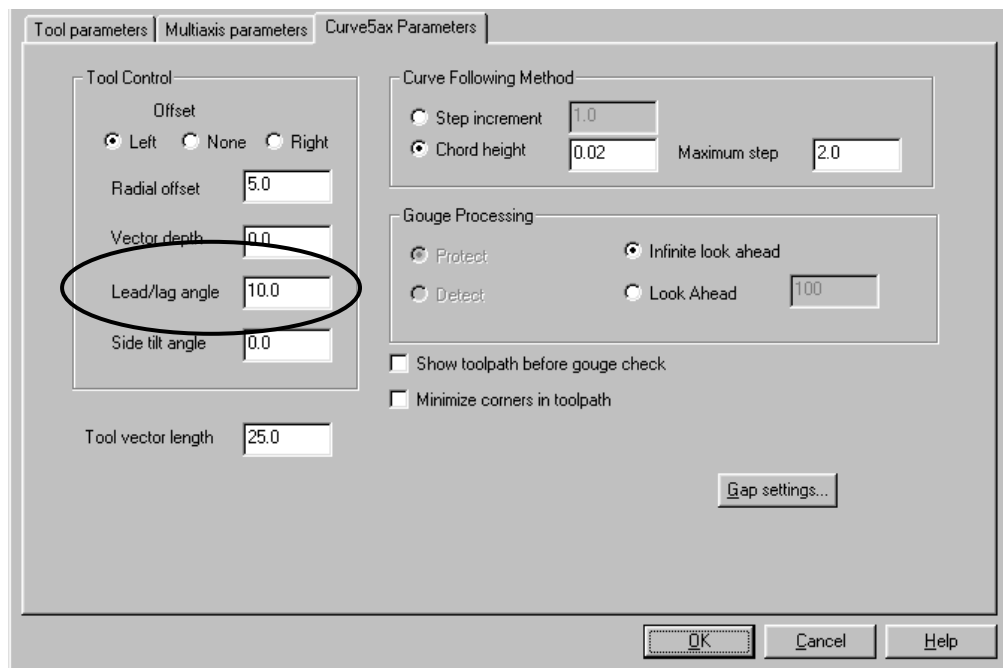 Tool parameters Multiaxis parameters Curve5ax Parameters
Tool Control
Offset
Left None Right
Radial offset 5.0
Vector depth 0.0
Lead/lag angle 10.0
Side tilt angle 0.0
Tool vector length 25.0
Curve Following Method
Step increment 1.0
Chord height 0.02 Maximum step 2.0
Gouge Processing
Protect Infinite look ahead
Detect Look Ahead 100
Show toolpath before gouge check
Minimize corners in toolpath
Gap settings...
OK Cancel Help